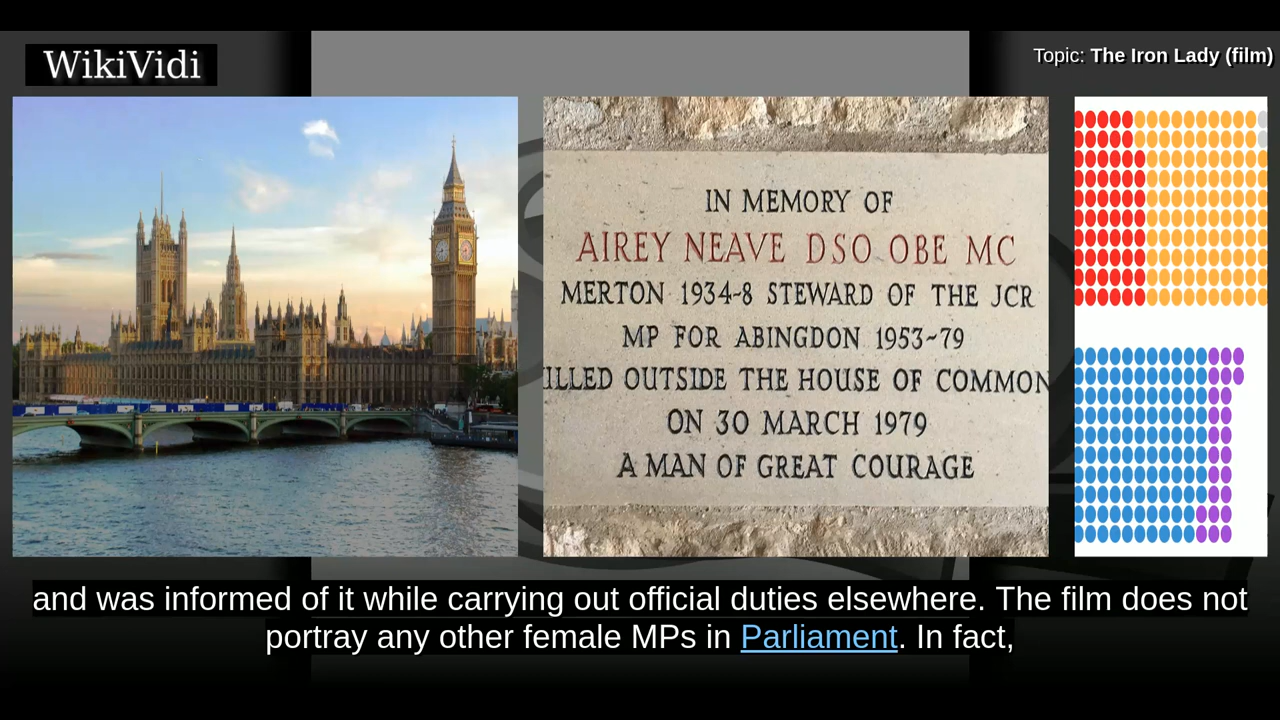 WikiVidi
Topic: The Iron Lady (film)
IN MEMORY OF
AIREY NEAVE DSO OBE MC
MERTON 1934-8 STEWARD OF THE JCR
MP FOR ABINGDON 1953~79
ILLED OUTSIDE THE HOUSE OF COMMON
ON 30 MARCH 1979
A MAN OF GREAT COURAGE
and was informed of it while carrying out official duties elsewhere. The film does not
portray any other female MPs in Parliament. In fact,